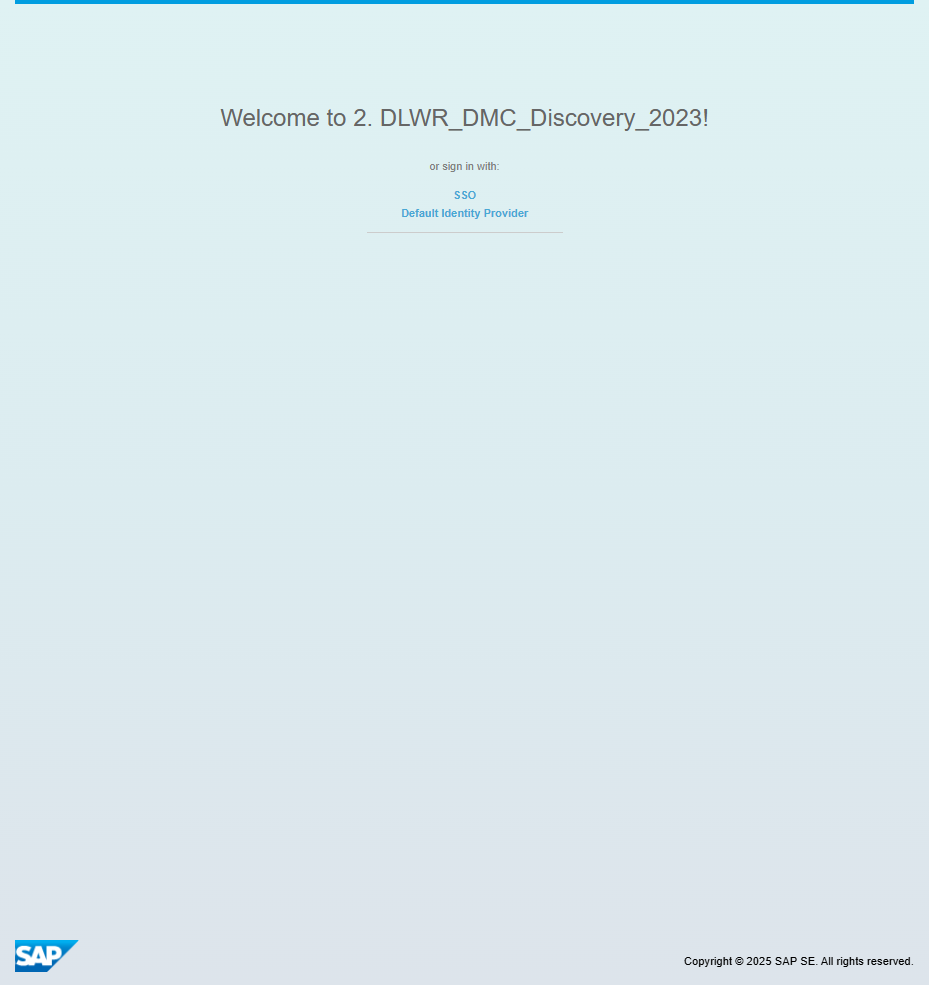 Welcome to 2. DLWR_DMC_Discovery_2023!
or sign in with:
SSO
Default Identity Provider
SAP
Copyright © 2025 SAP SE. All rights reserved.